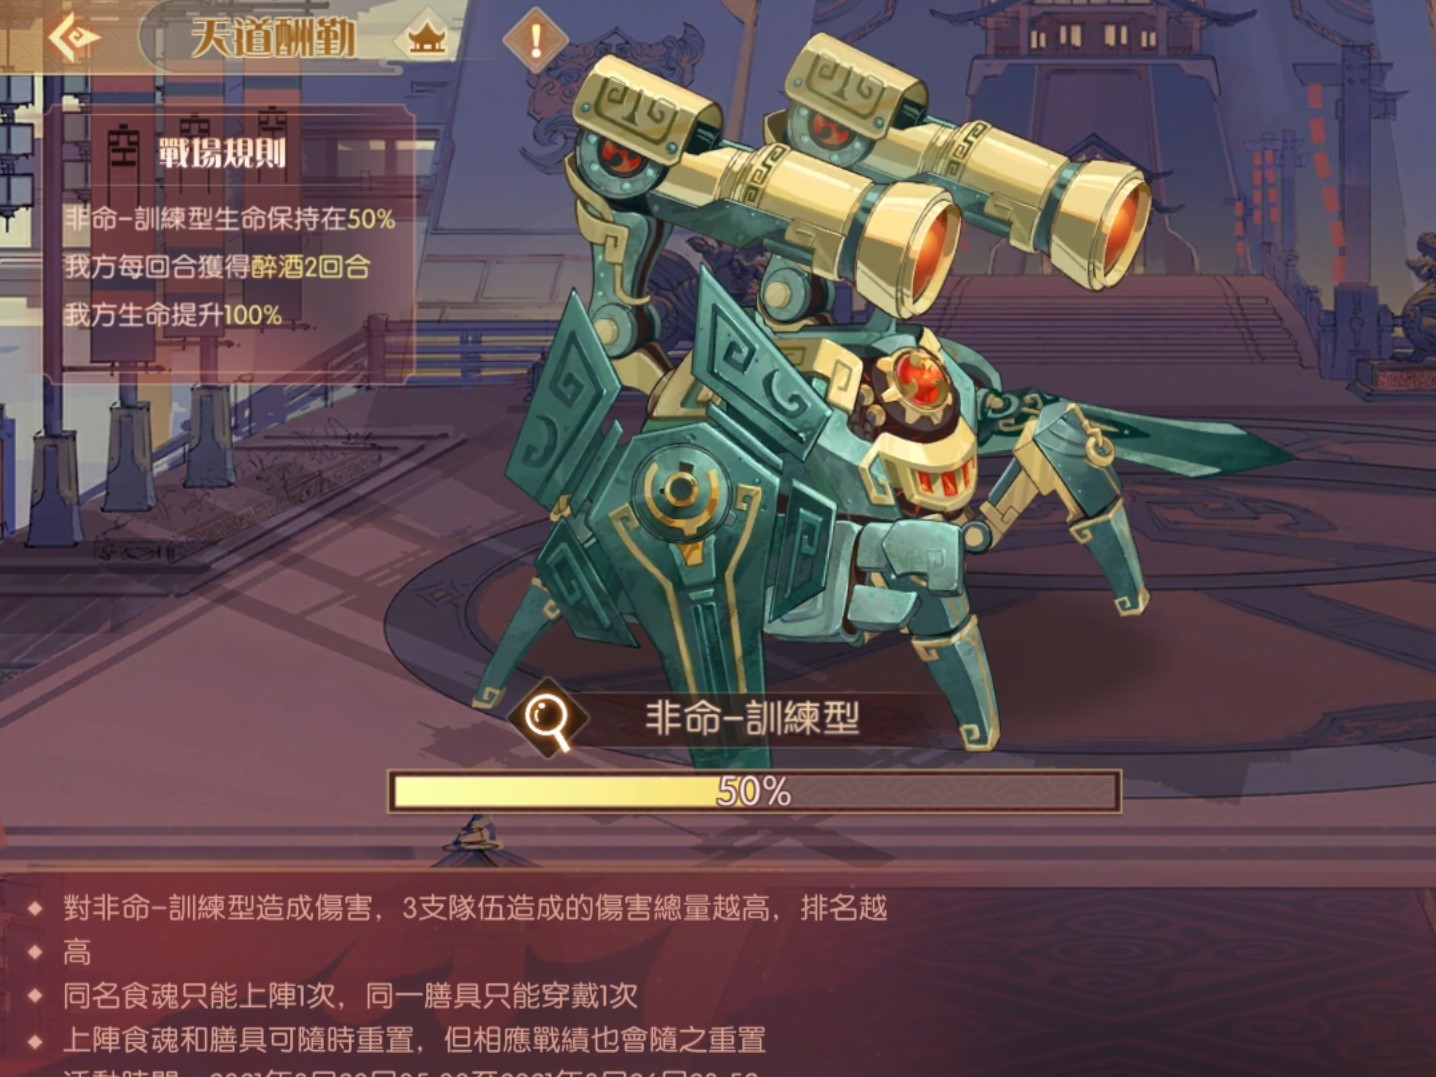 天道酬勤
戰場規則
非命-訓練型生命保持在50%
我方每回合獲得醉酒2回合
我方生命提升100%
非命-訓練型
50%
對非命-訓練型造成傷害，3支隊伍造成的傷害總量越高，排名越
高
同名食魂只能上陣1次，同一膳具只能穿戴1次
上陣食魂和膳具可隨時重置，但相應戰績也會隨之重置